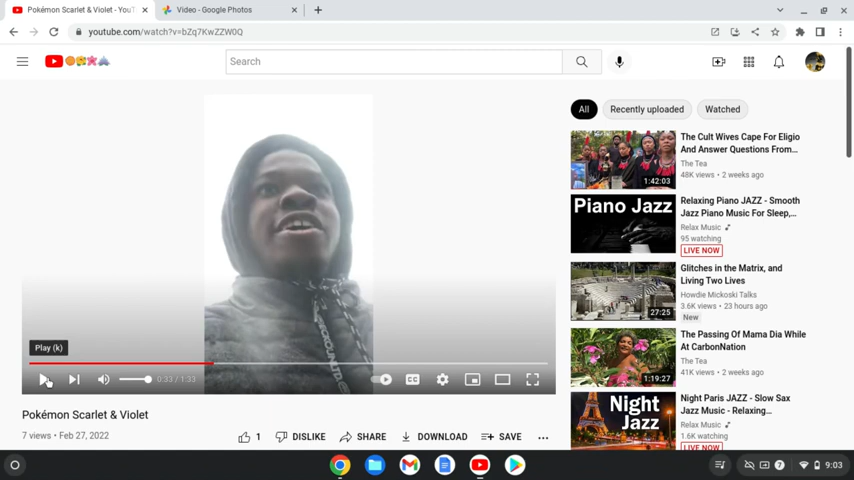 Pokémon Scarlet & Violet - YouT
Video - Google Photos
youtube.com/watch?v=bZq7KwZZW0Q
Search
All
Recently uploaded
Watched
The Cult Wives Cape For Eligio
And Answer Questions From...
The Tea
48K views • 2 weeks ago
1:42:03
Piano Jazz
Relaxing Piano JAZZ - Smooth
Jazz Piano Music For Sleep,...
Relax Music
95 watching
LIVE NOW
Glitches in the Matrix, and
Living Two Lives
Howdie Mickoski Talks
3.6K views • 23 hours ago
New
27:25
The Passing Of Mama Dia While
At CarbonNation
The Tea
41K views • 2 weeks ago
1:19:27
Night
Jazz
Night Paris JAZZ - Slow Sax
Jazz Music - Relaxing...
Relax Music
1.6K watching
LIVE NOW
Play (k)
0:33 / 1:33
CC
Pokémon Scarlet & Violet
7 views • Feb 27, 2022
1
DISLIKE
SHARE
DOWNLOAD
SAVE
7
9:03